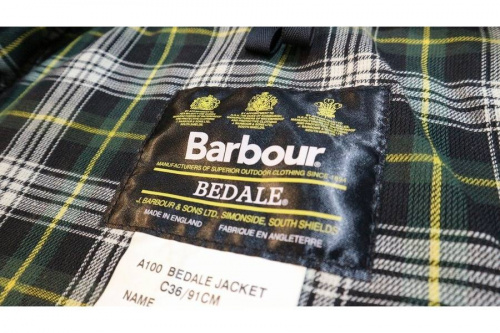 Barbour®
MANUFACTURERS OF SUPERIOR OUTDOOR CLOTHING SINCE 1894
BEDALE®
J. BARBOUR & SONS LTD, SIMONSIDE, SOUTH SHIELDS
MADE IN ENGLAND FABRIQUE EN ANGLETERRE
A100 BEDALE JACKET
C36/91CM
NAME